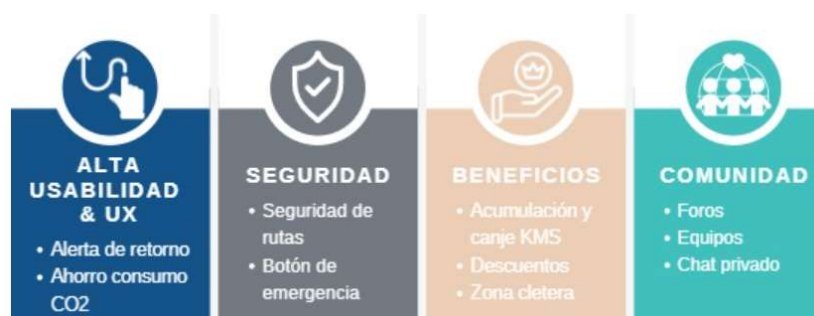 ALTA
USABILIDAD
& UX
• Alerta de retorno
• Ahorro consumo
CO2
SEGURIDAD
• Seguridad de
rutas
• Botón de
emergencia
BENEFICIOS
• Acumulación y
canje KMS
• Descuentos
• Zona cletera
COMUNIDAD
• Foros
• Equipos
• Chat privado